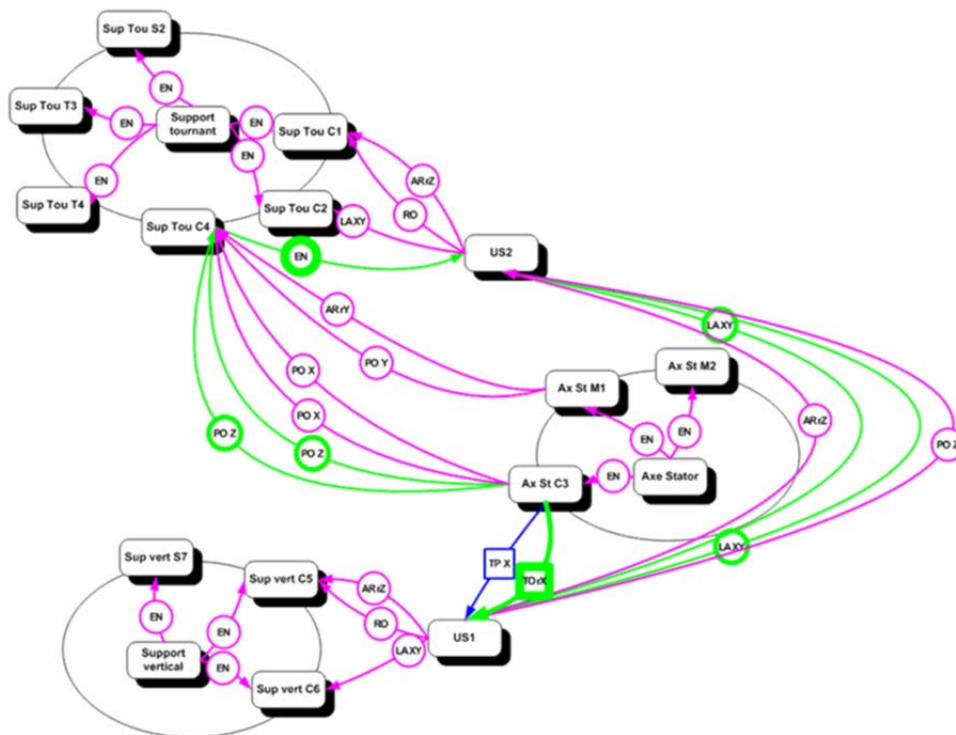 Sup Tou S2
EN
Sup Tou T3
EN
Support
tournant
EN
Sup Tou C1
EN
EN
ARrZ
Sup Tou T4
Sup Tou C2
LAXY
RO
Sup Tou C4
EN
US2
ARrY
LAXY
PO X
PO Y
Ax St M2
Ax St M1
PO X
ARrZ
PO Z
PO Z
EN
EN
PO Z
Ax St C3
EN
Axe Stator
Sup vert S7
TP X
LAXY
Sup vert C5
TOrX
ARrZ
EN
EN
RO
US1
Support
vertical
EN
LAXY
Sup vert C6